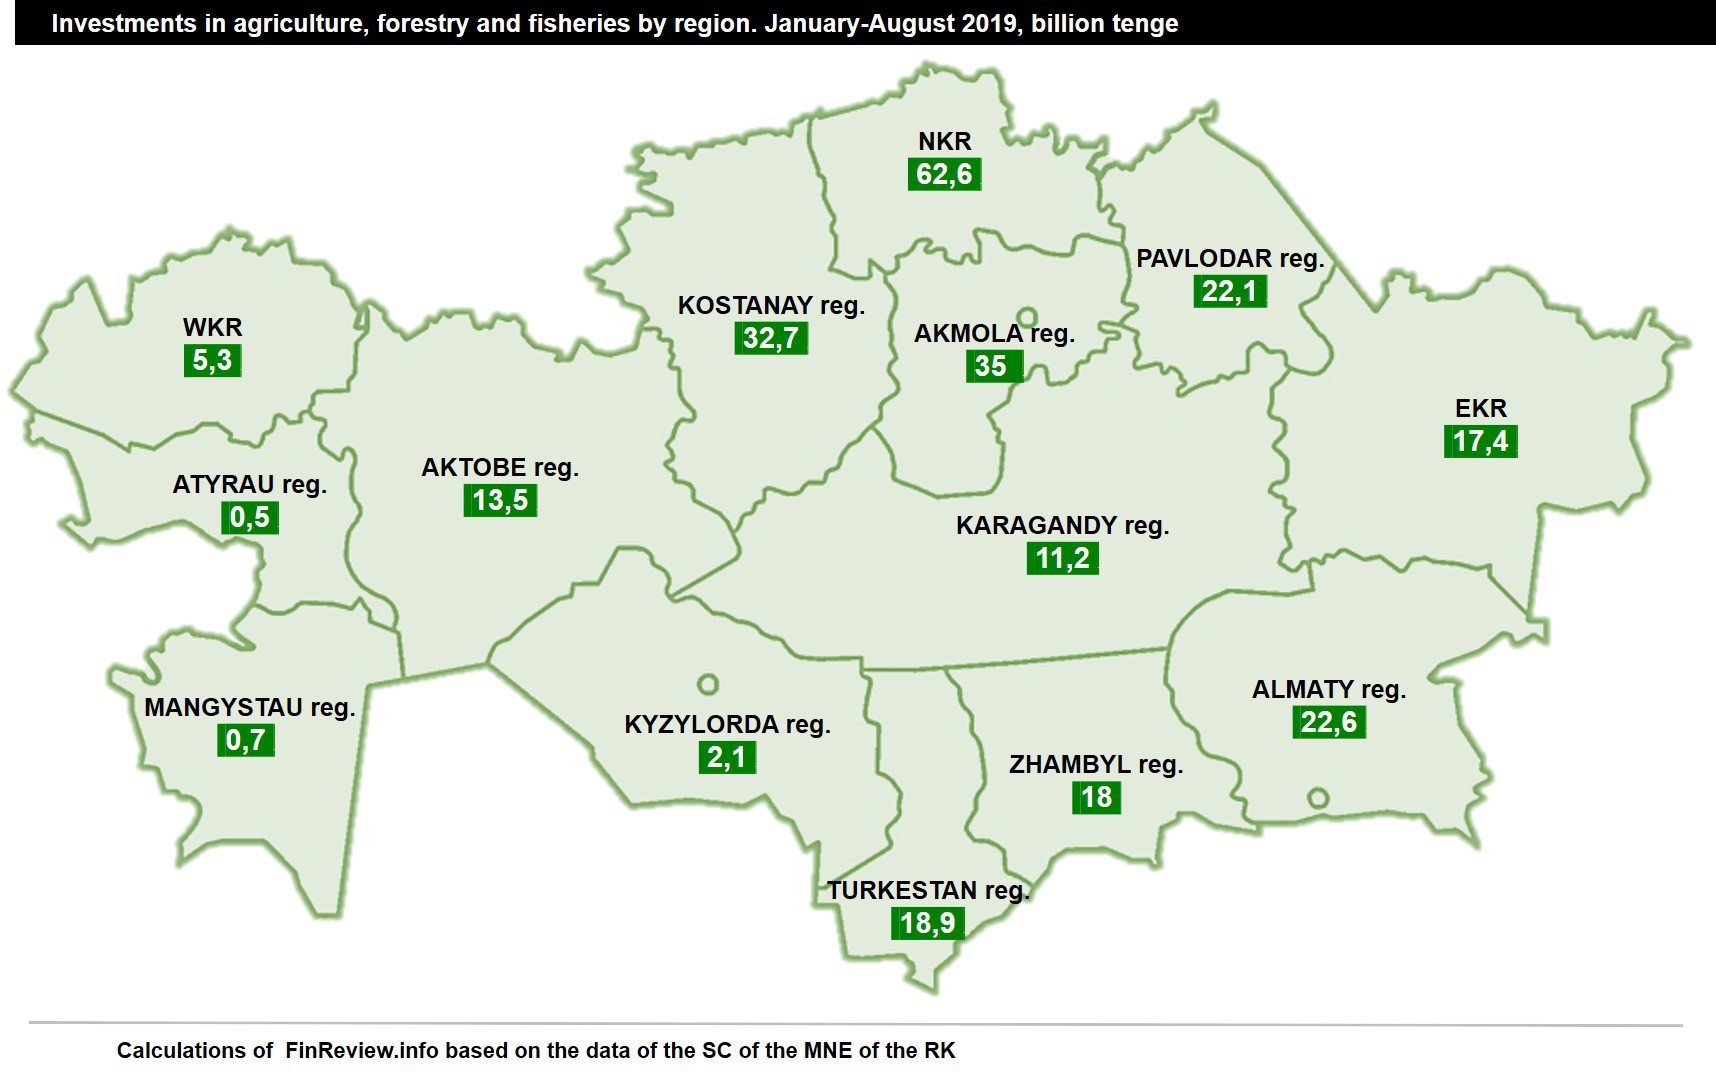 Investments in agriculture, forestry and fisheries by region. January-August 2019, billion tenge
NKR
62,6
PAVLODAR reg.
22,1
KOSTANAY reg.
32,7
WKR
5,3
AKMOLA reg.
35
EKR
17,4
AKTOBE reg.
13,5
ATYRAU reg.
0,5
KARAGANDY reg.
11,2
ALMATY reg.
22,6
MANGYSTAU reg.
0,7
KYZYLORDA reg.
2,1
ZHAMBYL reg.
18
TURKESTAN reg.
18,9
Calculations of  FinReview.info based on the data of the SC of the MNE of the RK